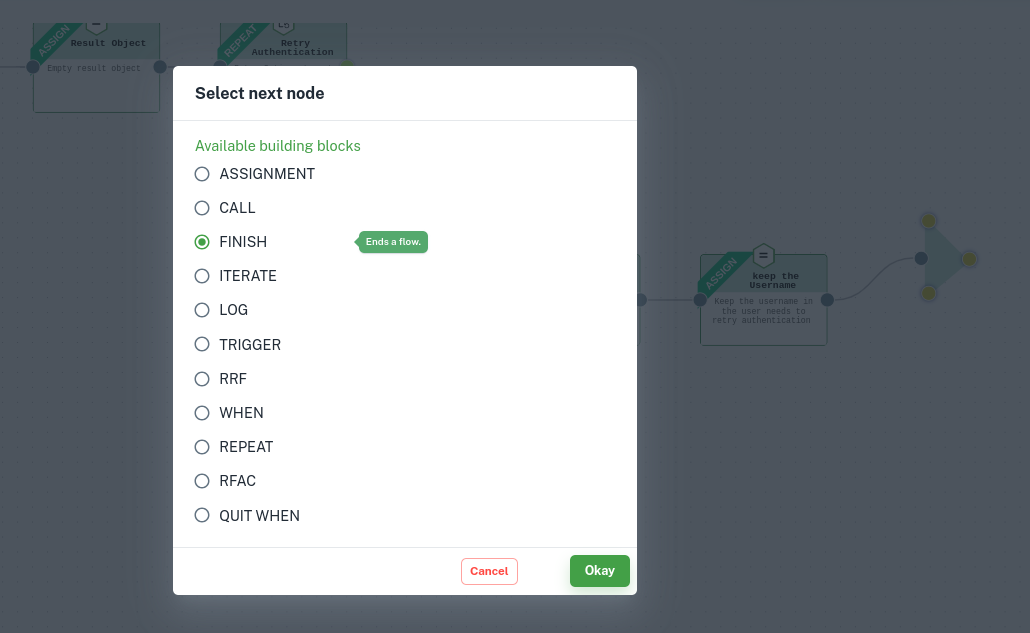 ASSIGN
Result Object
Empty result object
REPEAT
Retry
Authentication
Select next node
Available building blocks
ASSIGNMENT
CALL
FINISH
Ends a flow.
ITERATE
LOG
TRIGGER
RRF
WHEN
REPEAT
RFAC
QUIT WHEN
Cancel
Okay
ASSIGN
=
keep the
Username
Keep the username in
the user needs to
retry authentication